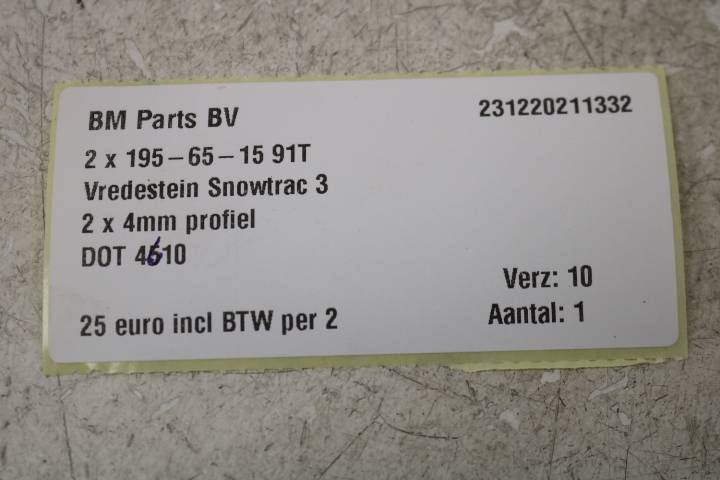 BM Parts BV
231220211332
2 x 195-65-15 91T
Vredestein Snowtrac 3
2 x 4mm profiel
DOT 4610
Verz: 10
25 euro incl BTW per 2
Aantal: 1